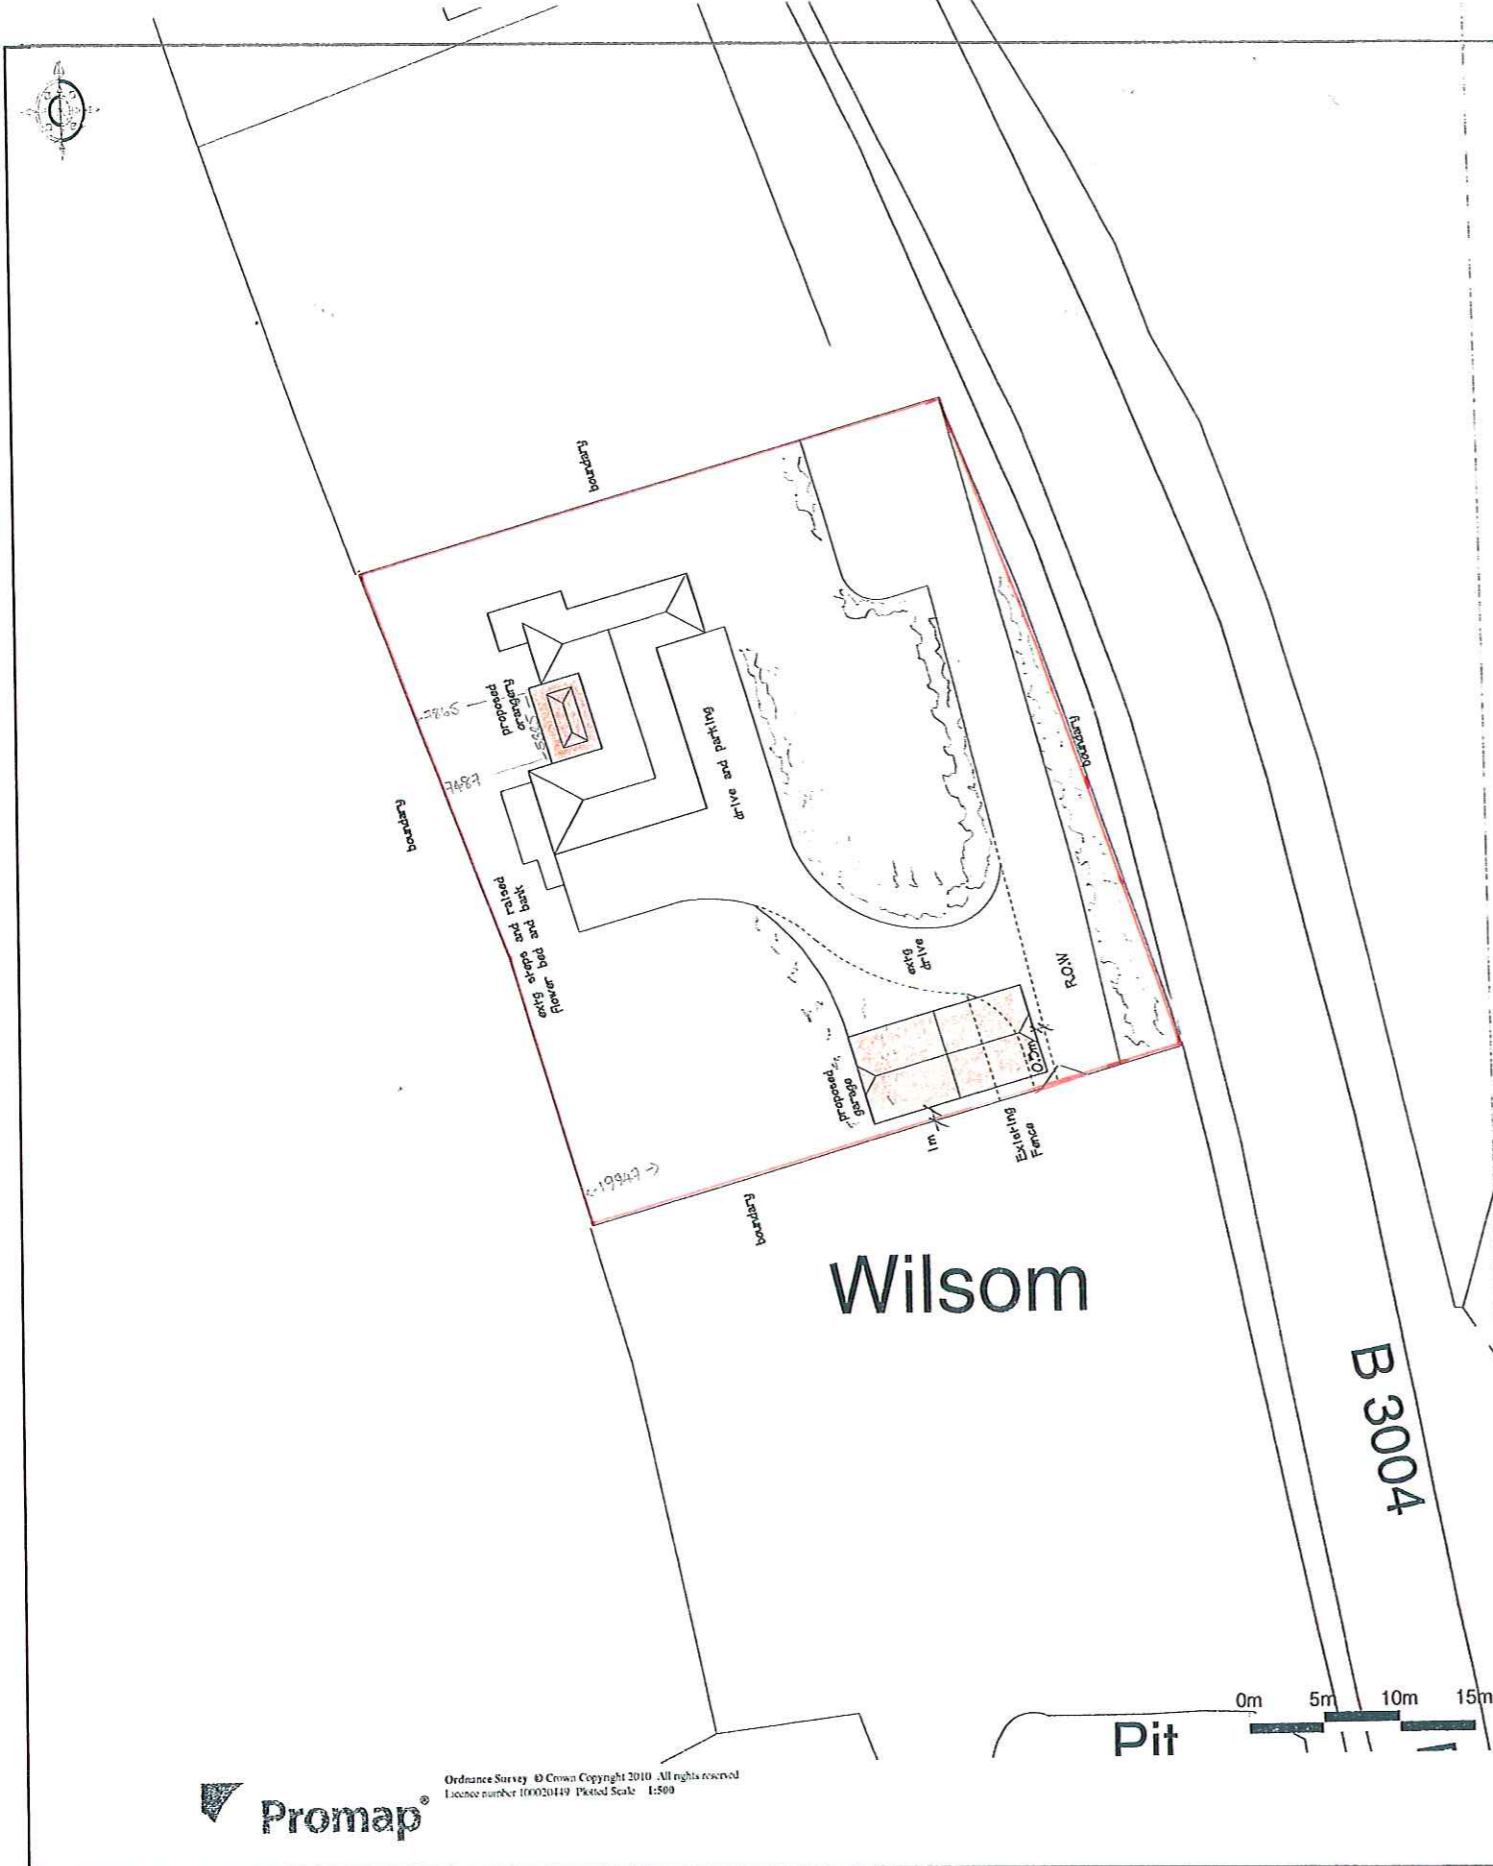 boundary
proposed
orangery
7487
boundary
drive and parking
boundary
extg steps and raised
flower bed and bank
extg
drive
R.O.W
proposed
garage
0.5m
1m
Existing
Fence
<-19947->
boundary
Wilsom
B 3004
0m 5m 10m 15m
Pit
Promap®
Ordnance Survey © Crown Copyright 2010 All rights reserved
Licence number 100020449 Plotted Scale 1:500